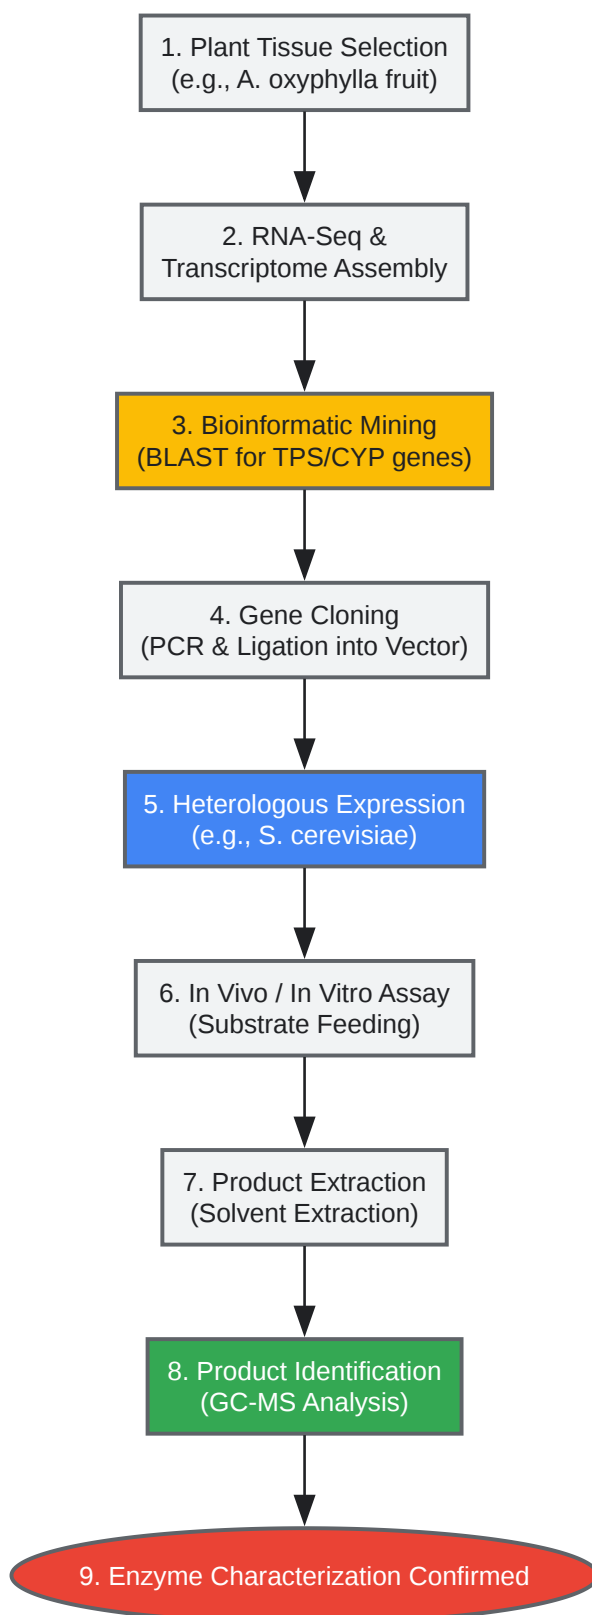 1. Plant Tissue Selection
(e.g., A. oxyphylla fruit)
2. RNA-Seq &
Transcriptome Assembly
3. Bioinformatic Mining
(BLAST for TPS/CYP genes)
4. Gene Cloning
(PCR & Ligation into Vector)
5. Heterologous Expression
(e.g., S. cerevisiae)
6. In Vivo / In Vitro Assay
(Substrate Feeding)
7. Product Extraction
(Solvent Extraction)
8. Product Identification
(GC-MS Analysis)
9. Enzyme Characterization Confirmed